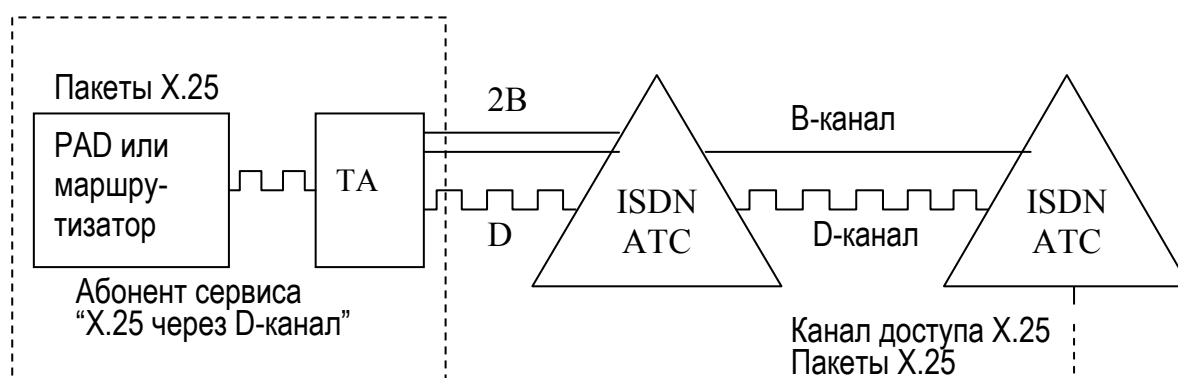 Пакеты X.25
PAD или
маршру-
тизатор
TA
2B
D
ISDN
АТС
B-канал
D-канал
ISDN
АТС
Абонент сервиса
“X.25 через D-канал”
Канал доступа X.25
Пакеты X.25